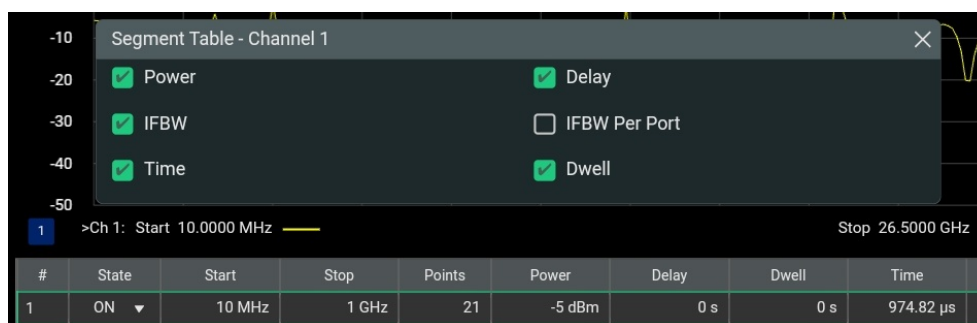 -10
Segment Table - Channel 1
-20
Power
Delay
-30
IFBW
IFBW Per Port
-40
Time
Dwell
-50
1
>Ch 1: Start 10.0000 MHz
Stop 26.5000 GHz
# State Start Stop Points Power Delay Dwell Time
1 ON 10 MHz 1 GHz 21 -5 dBm 0 s 0 s 974.82 µs